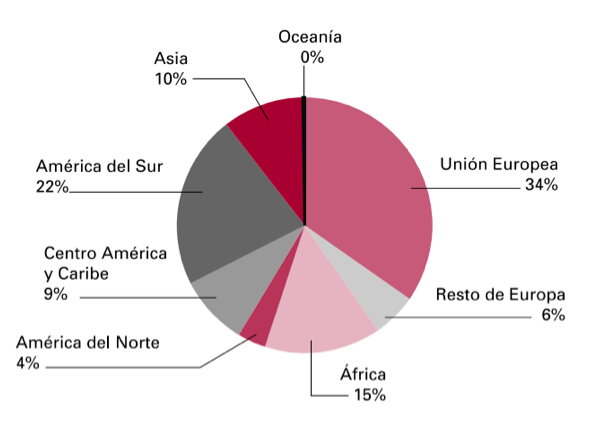 Oceanía
0%
Asia
10%
Unión Europea
34%
América del Sur
22%
Centro América
y Caribe
9%
Resto de Europa
6%
América del Norte
4%
África
15%